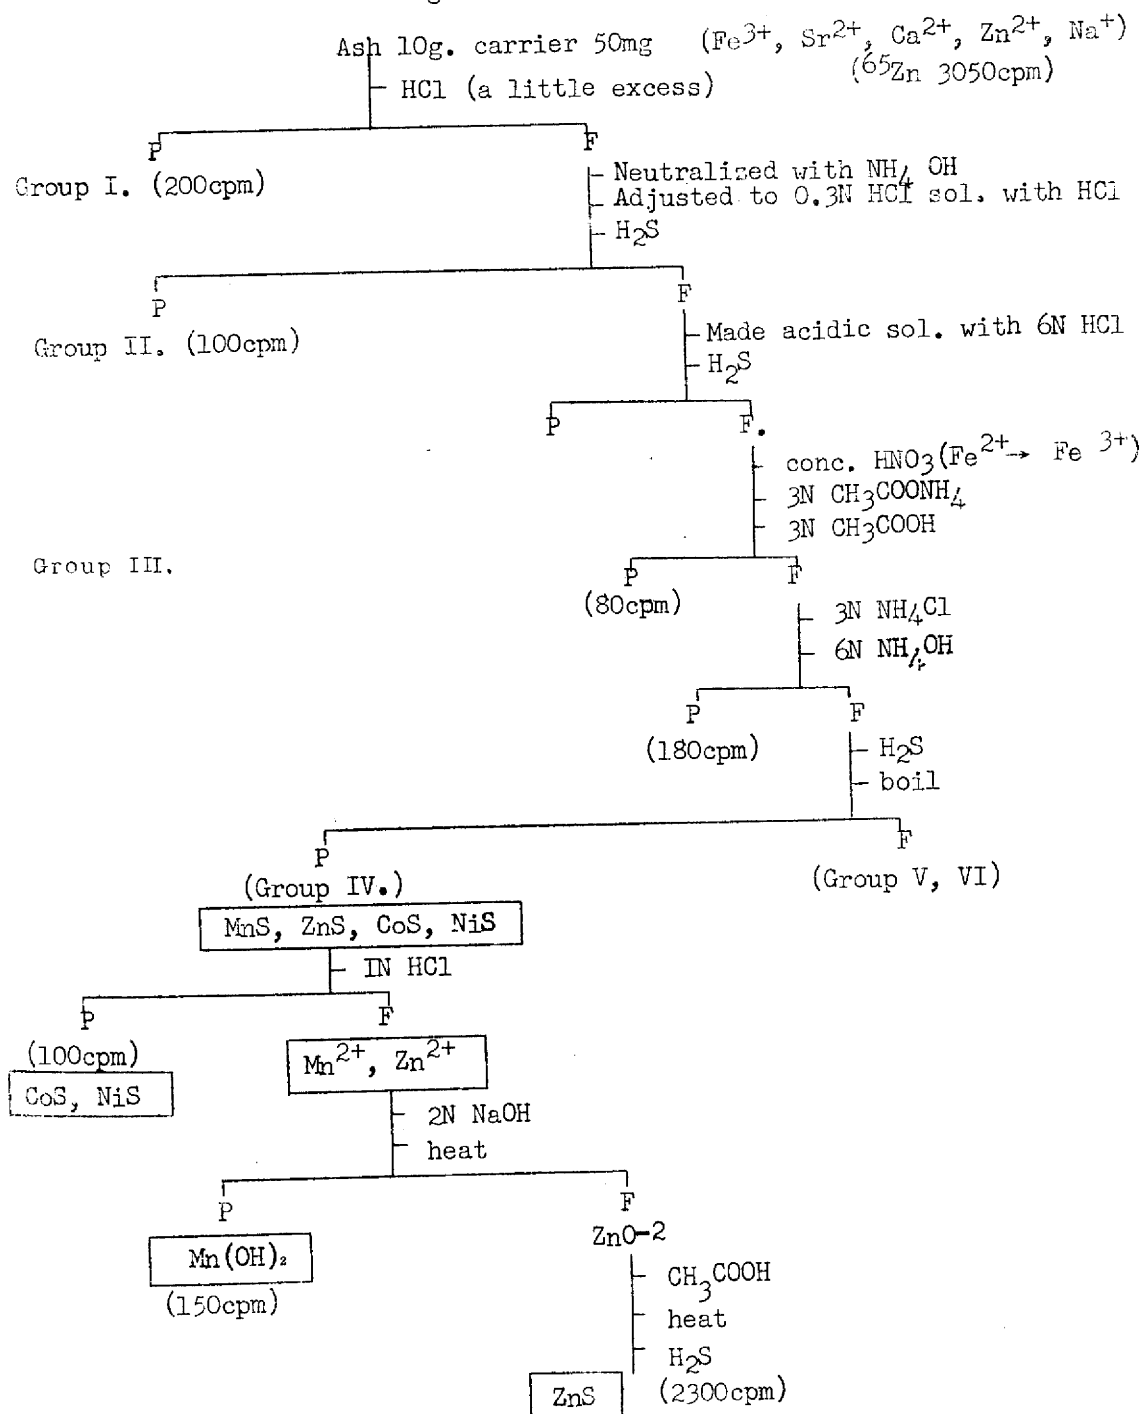 Ash 10g. carrier 50mg (Fe3+, Sr2+, Ca2+, Zn2+, Na+)
(65Zn 3050cpm)
HCl (a little excess)
P F
Group I. (200cpm)
Neutralized with NH4 OH
Adjusted to 0.3N HCl sol. with HCl
H2S
P F
Group II. (100cpm)
Made acidic sol. with 6N HCl
H2S
P F.
conc. HNO3(Fe2+→ Fe 3+)
3N CH3COONH4
3N CH3COOH
Group III.
P F
(80cpm)
3N NH4Cl
6N NH4OH
P F
(180cpm)
H2S
boil
P F
(Group IV.) (Group V, VI)
MnS, ZnS, CoS, NiS
IN HCl
P F
(100cpm)
Mn2+, Zn2+
CoS, NiS
2N NaOH
heat
P F
ZnO-2
Mn(OH)2
(150cpm)
CH3COOH
heat
H2S
ZnS (2300cpm)